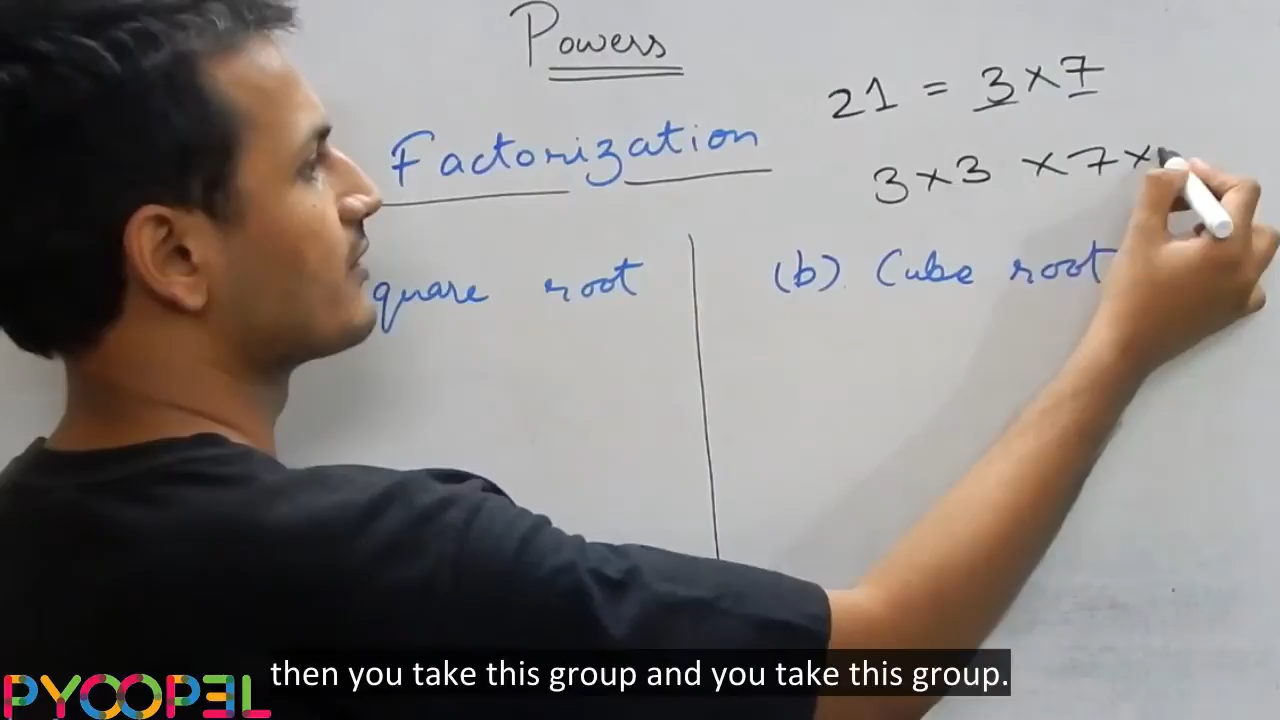 Powers
21 = 3 × 7
Factorization
3 × 3 × 7 ×
quare root
(b) Cube root
then you take this group and you take this group.
PYOOPEL